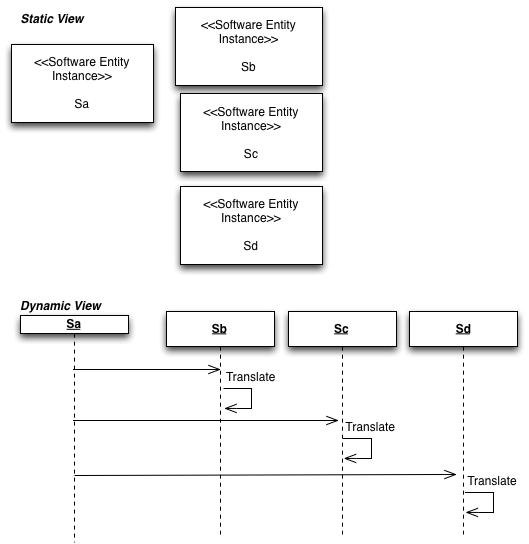 Static View
<<Software Entity
Instance>>
Sa
<<Software Entity
Instance>>
Sb
<<Software Entity
Instance>>
Sc
<<Software Entity
Instance>>
Sd
Dynamic View
Sa
Sb
Sc
Sd
Translate
Translate
Translate